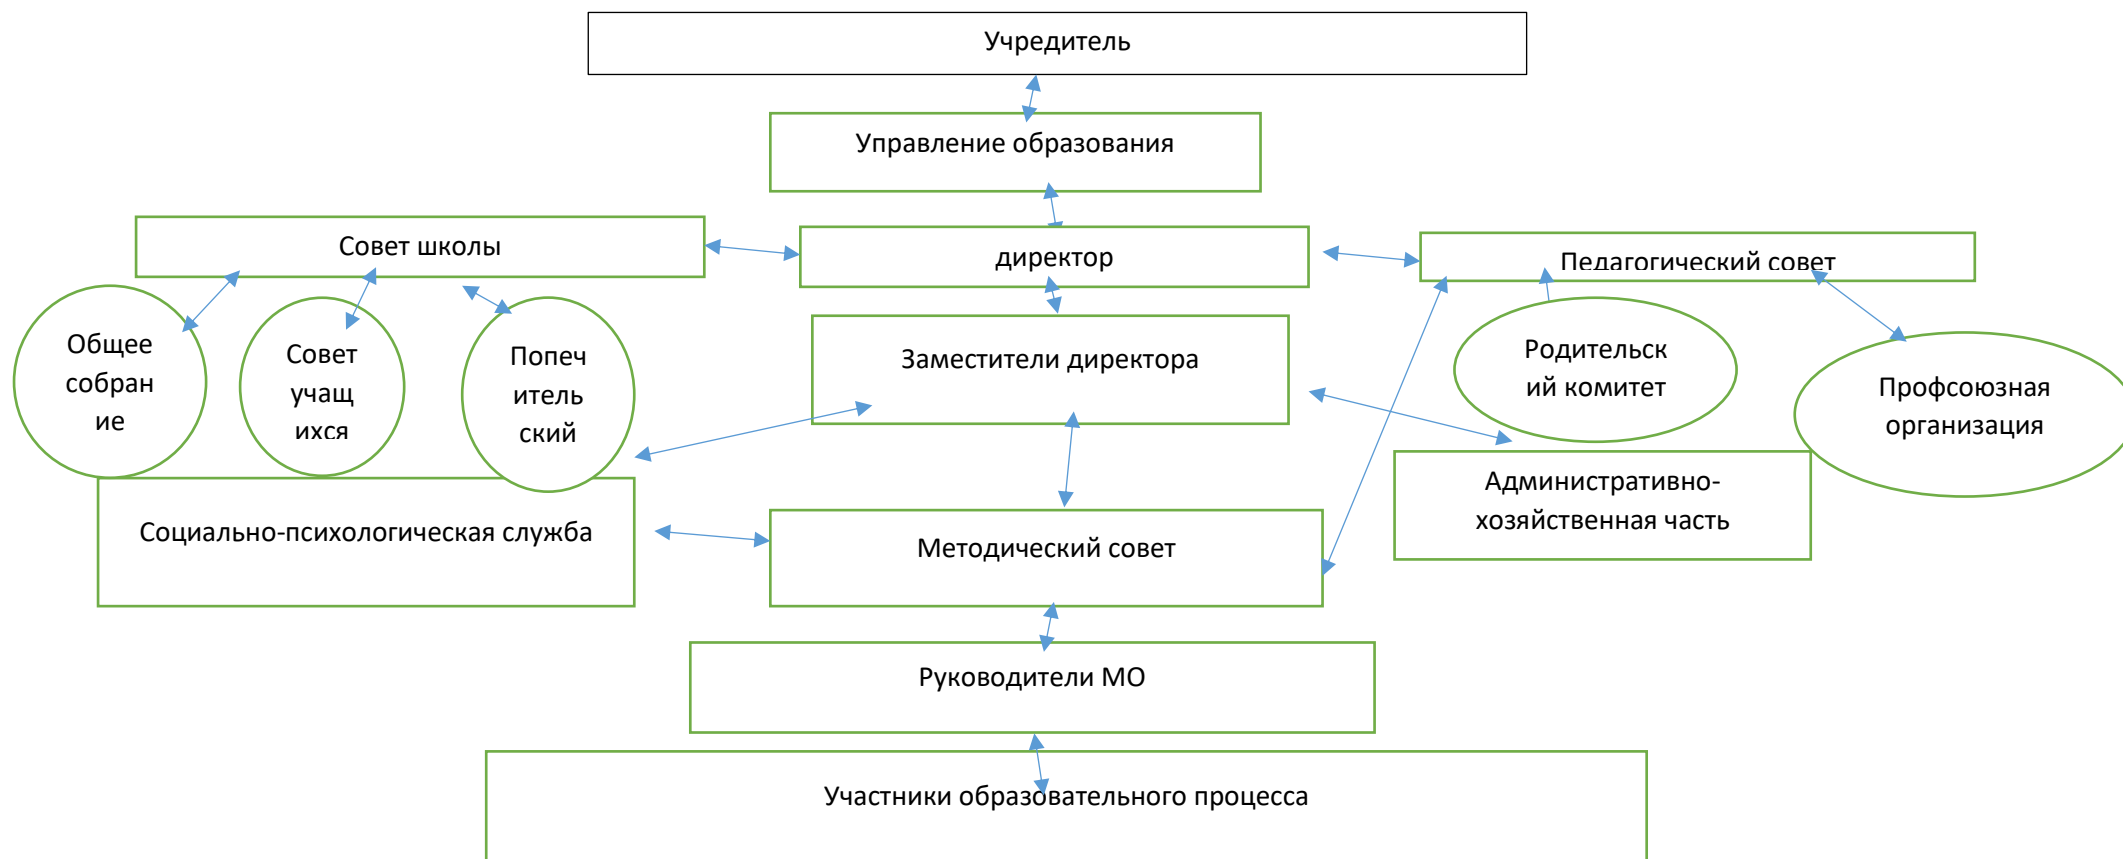 Учредитель
Управление образования
Совет школы
директор
Педагогический совет
Общее
собран
ие
Совет
учащ
ихся
Попеч
итель
ский
Заместители директора
Родительск
ий комитет
Профсоюзная
организация
Социально-психологическая служба
Методический совет
Административно-
хозяйственная часть
Руководители МО
Участники образовательного процесса